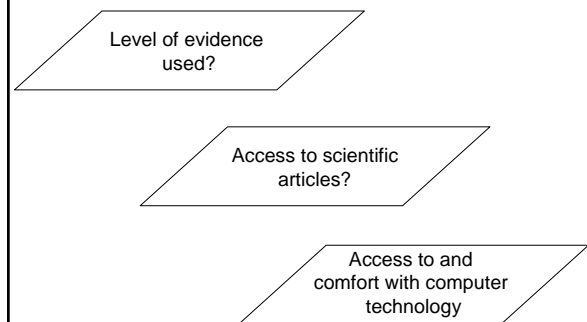 Level of evidence
used?
Access to scientific
articles?
Access to and
comfort with computer
technology